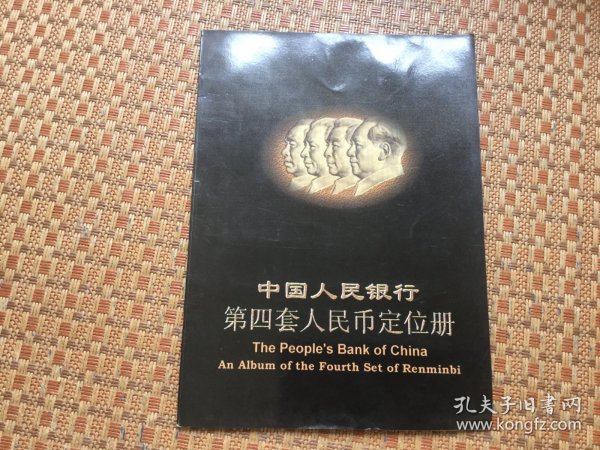 中国人民银行
第四套人民币定位册
The People's Bank of China
An Album of the Fourth Set of Renminbi
孔夫子旧書网
www.kongfz.com